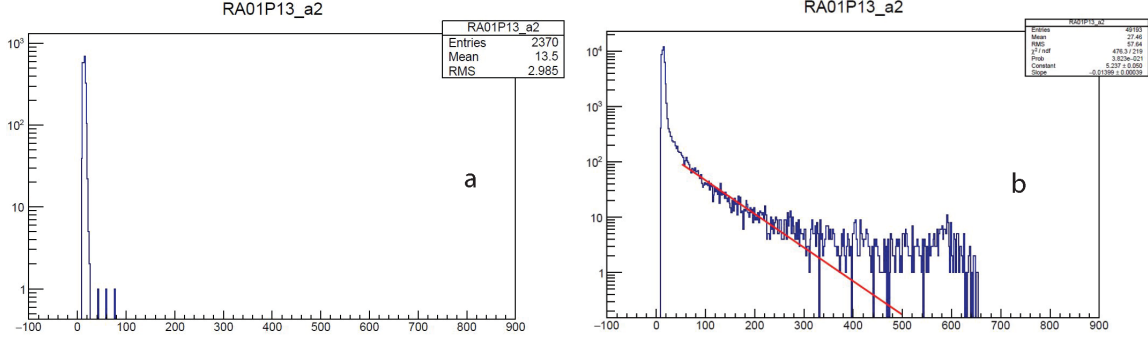 RA01P13_a2
RA01P13_a2
Entries 2370
Mean 13.5
RMS 2.985
10³
10²
10
1
a
−100 0 100 200 300 400 500 600 700 800 900
RA01P13_a2
RA01P13_a2
Entries 49193
Mean 27.46
RMS 57.64
χ² / ndf 476.3 / 219
Prob 3.823e−021
Constant 5.237 ± 0.050
Slope −0.01399 ± 0.00039
10⁴
10³
10²
10
1
b
−100 0 100 200 300 400 500 600 700 800 900